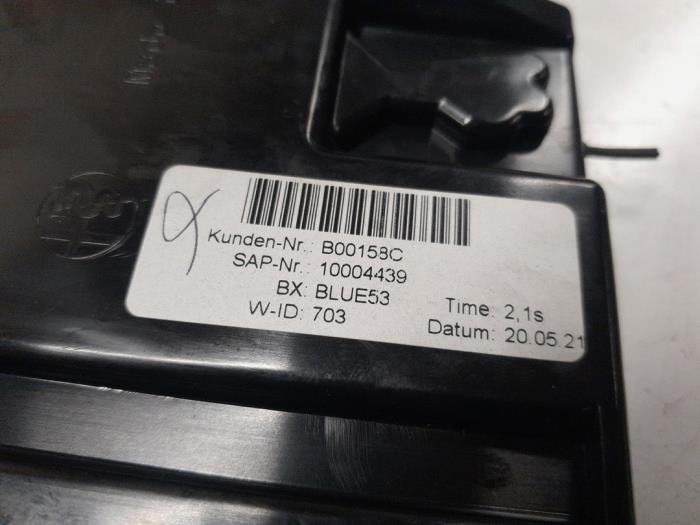 Kunden-Nr.: B00158C
SAP-Nr.: 10004439
BX: BLUE53
W-ID: 703
Time: 2,1s
Datum: 20.05.21